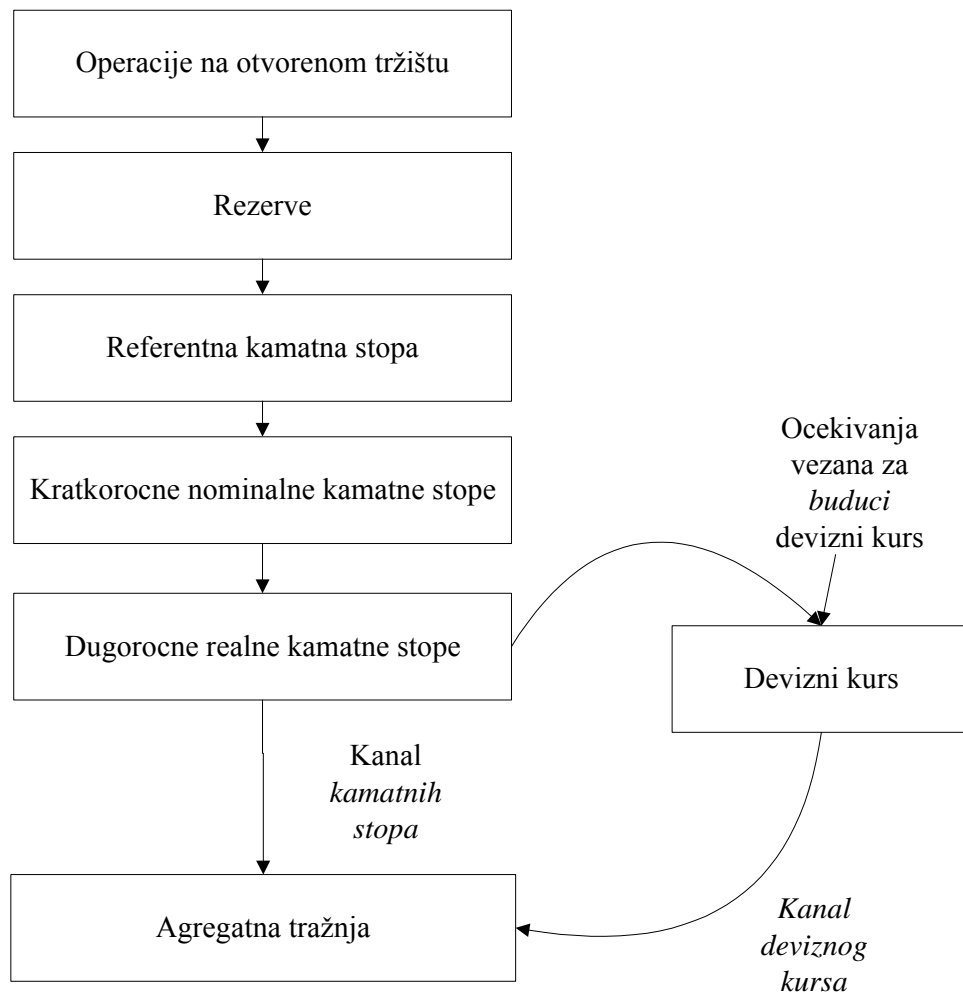 Operacije na otvorenom tržištu
Rezerve
Referentna kamatna stopa
Kratkorocne nominalne kamatne stope
Ocekivanja
vezana za
buduci
devizni kurs
Dugorocne realne kamatne stope
Devizni kurs
Kanal
kamatnih
stopa
Agregatna tražnja
Kanal
deviznog
kursa